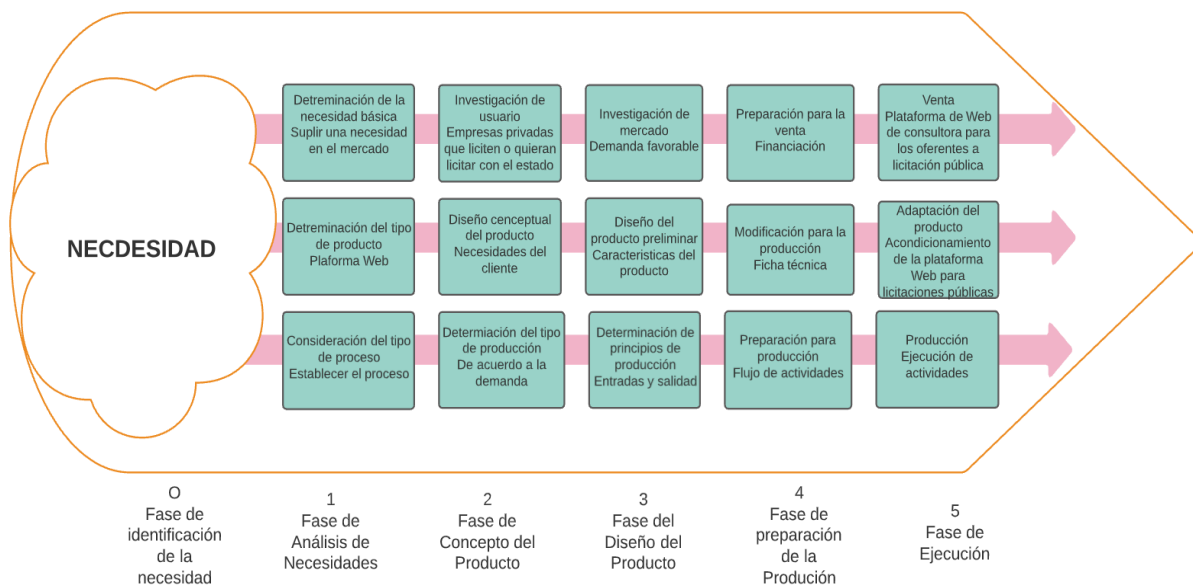 NECDESIDAD
Detreminación de la
necesidad básica
Suplir una necesidad
en el mercado
Investigación de
usuario
Empresas privadas
que liciten o quieran
licitar con el estado
Investigación de
mercado
Demanda favorable
Preparación para la
venta
Financiación
Venta
Plataforma de Web
de consultora para
los oferentes a
licitación pública
Detreminación del tipo
de producto
Plaforma Web
Diseño cenceptual
del producto
Necesidades del
cliente
Diseño del
producto preliminar
Caracteristicas del
producto
Modificación para la
producción
Ficha técnica
Adaptación del
producto
Acondicionamiento
de la plataforma
Web para
licitaciones públicas
Consideración del tipo
de proceso
Establecer el proceso
Determiación del tipo
de producción
De acuerdo a la
demanda
Determinación de
principios de
producción
Entradas y salidad
Preparación para
producción
Flujo de actividades
Producción
Ejecución de
actividades
O
Fase de
identificación
de la
necesidad
1
Fase de
Análisis de
Necesidades
2
Fase de
Concepto del
Producto
3
Fase del
Diseño del
Producto
4
Fase de
preparación
de la
Produción
5
Fase de
Ejecución